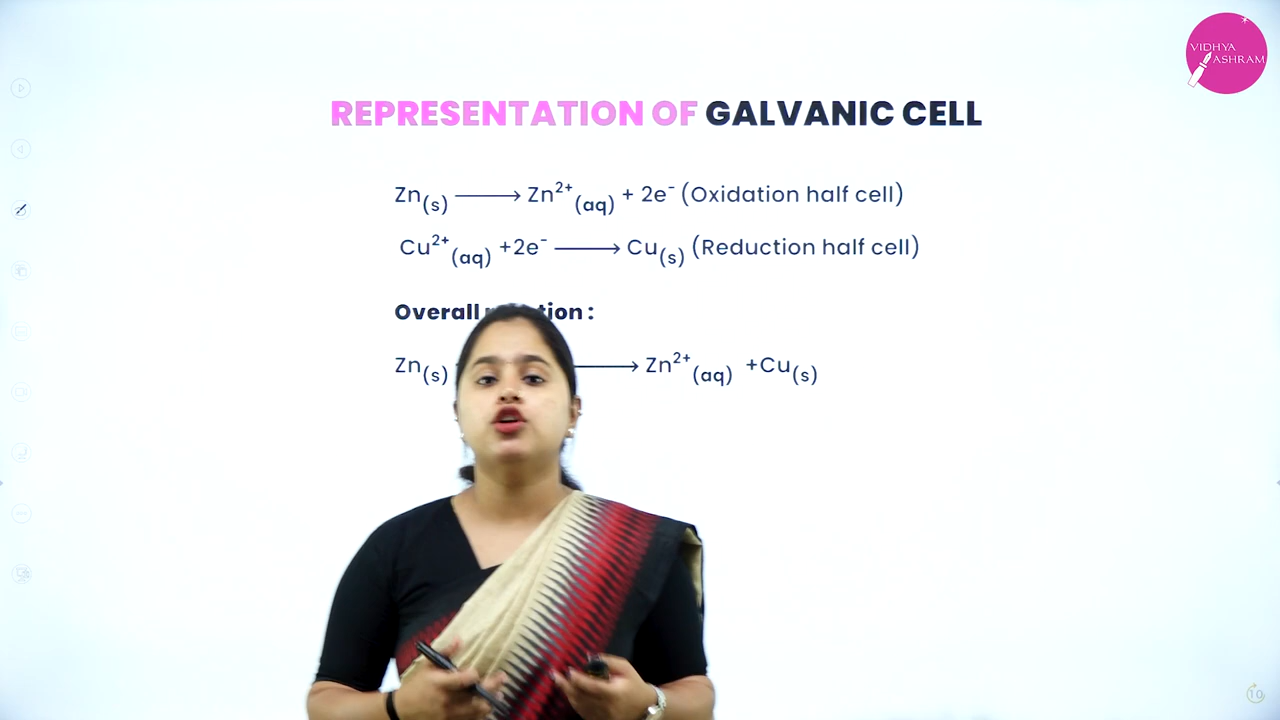 VIDHYA
ASHRAM
REPRESENTATION OF GALVANIC CELL
Zn(s) ⟶ Zn²⁺(aq) + 2e⁻ (Oxidation half cell)
Cu²⁺(aq) +2e⁻ ⟶ Cu(s) (Reduction half cell)
Overall :
Zn(s) ⟶ Zn²⁺(aq) +Cu(s)
10